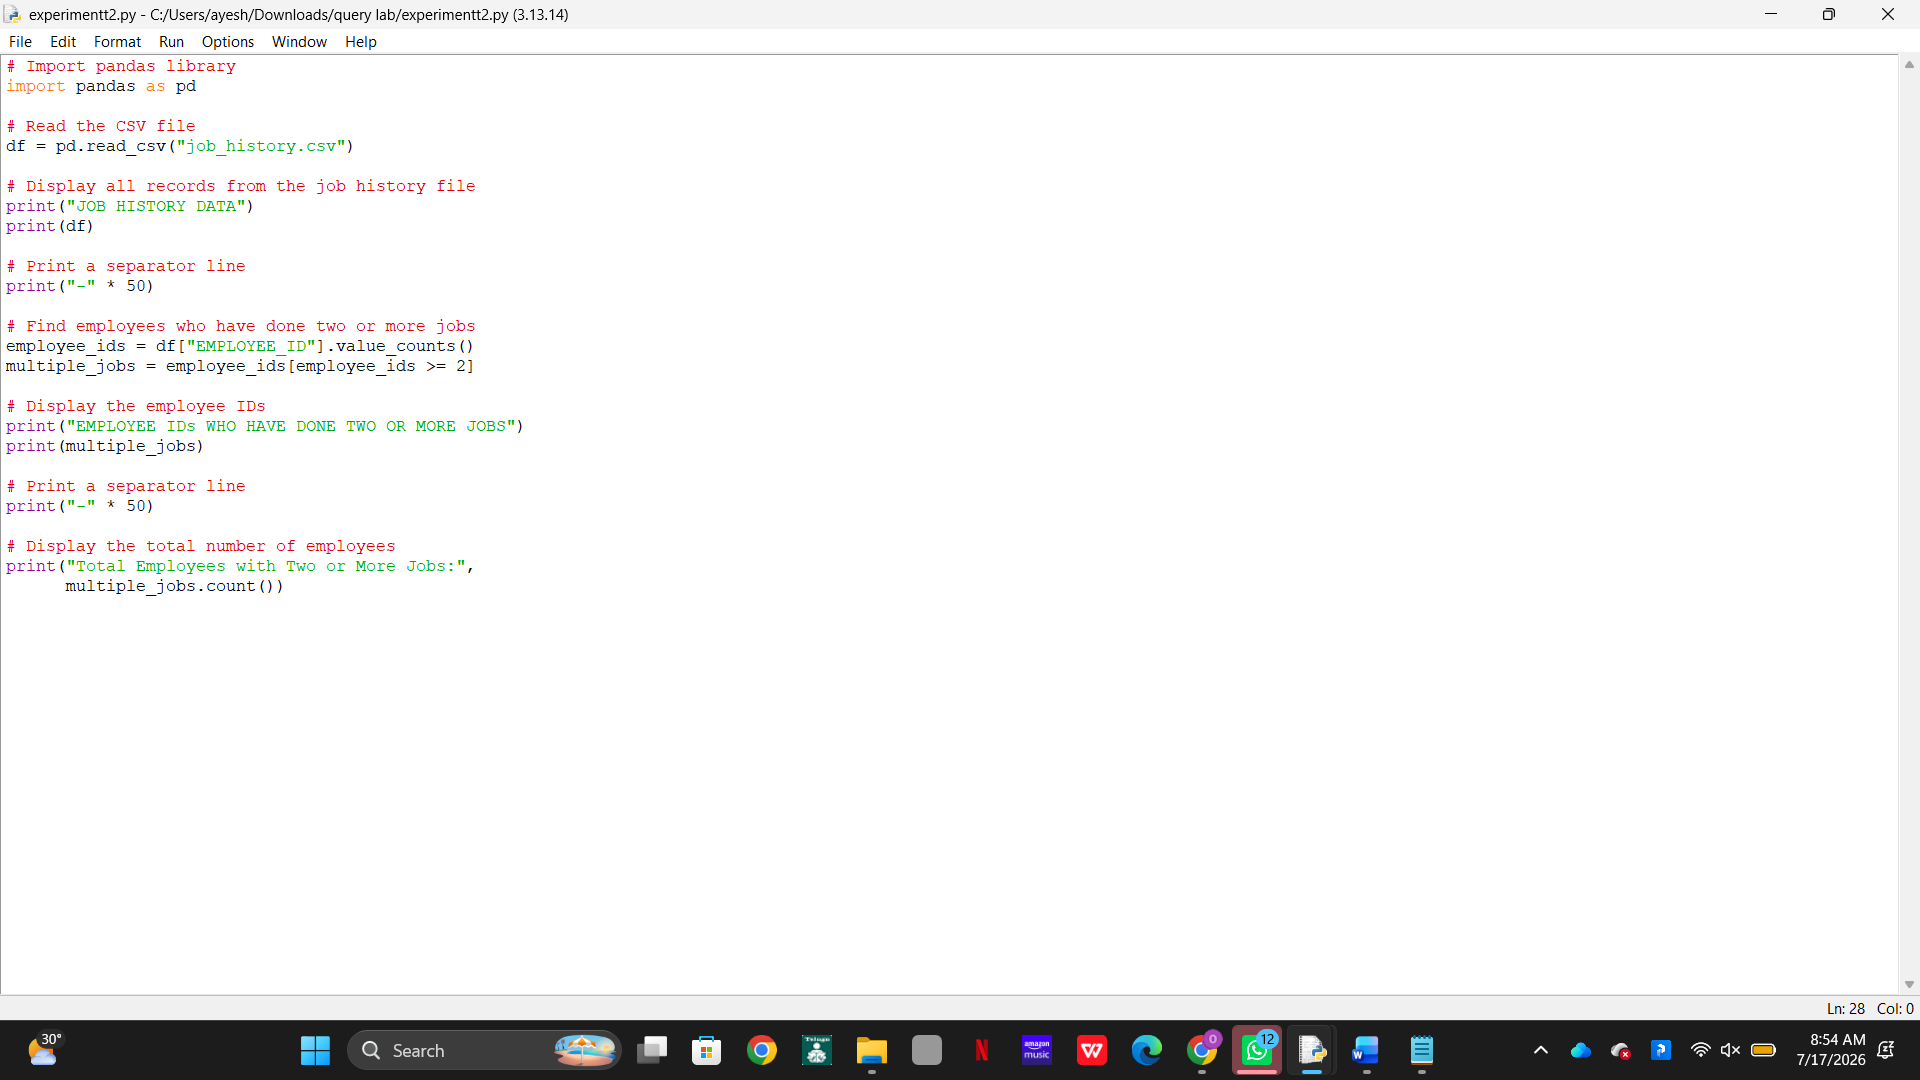 experimentt2.py - C:/Users/ayesh/Downloads/query lab/experimentt2.py (3.13.14)
File Edit Format Run Options Window Help
# Import pandas library
import pandas as pd
# Read the CSV file
df = pd.read_csv("job_history.csv")
# Display all records from the job history file
print("JOB HISTORY DATA")
print(df)
# Print a separator line
print("-" * 50)
# Find employees who have done two or more jobs
employee_ids = df["EMPLOYEE_ID"].value_counts()
multiple_jobs = employee_ids[employee_ids >= 2]
# Display the employee IDs
print("EMPLOYEE IDs WHO HAVE DONE TWO OR MORE JOBS")
print(multiple_jobs)
# Print a separator line
print("-" * 50)
# Display the total number of employees
print("Total Employees with Two or More Jobs:",
      multiple_jobs.count())
Ln: 28 Col: 0
30°
Search
Telugu
N
amazon music
W
0
12
W
8:54 AM
7/17/2026